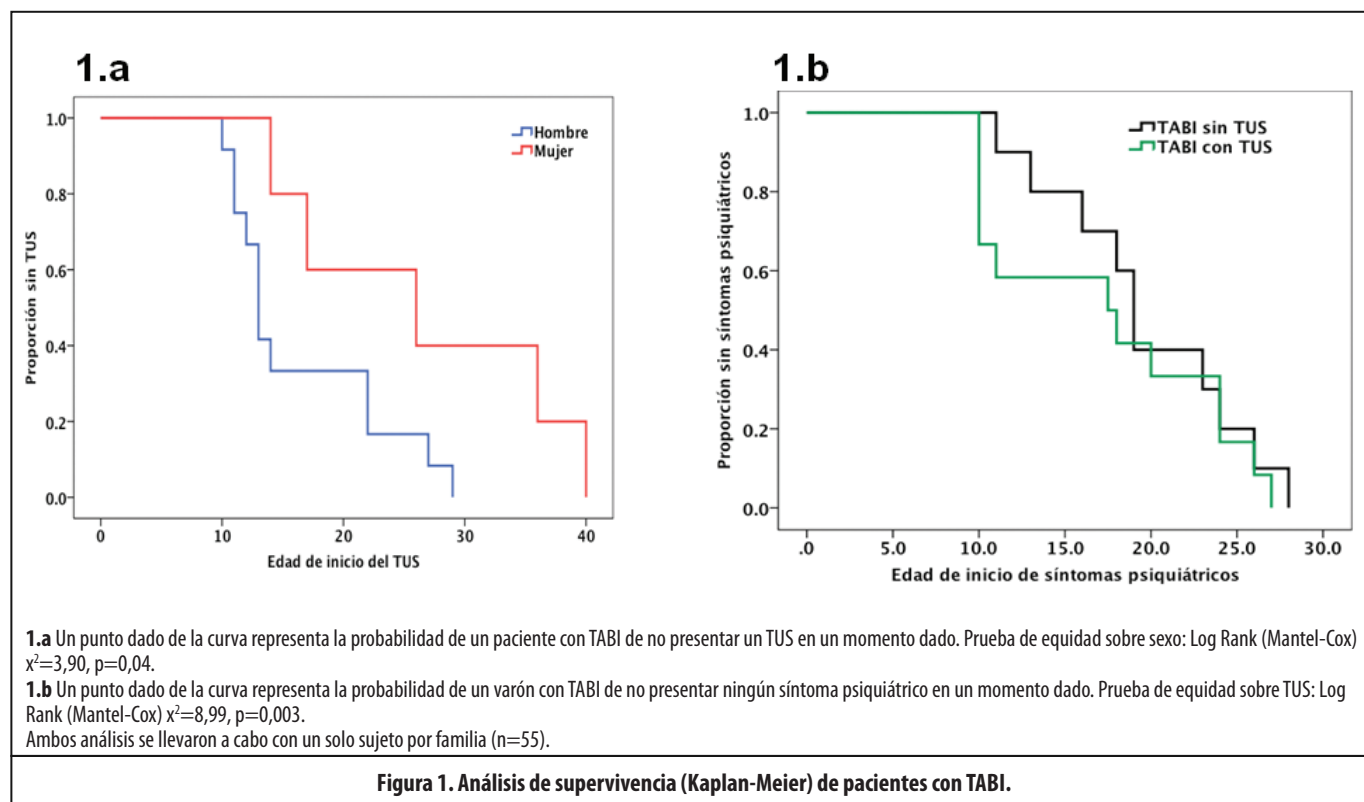 1.a
1.0
0.8
0.6
0.4
0.2
0.0
Proporción sin TUS
Hombre
Mujer
0 10 20 30 40
Edad de inicio del TUS
1.b
1.0
0.8
0.6
0.4
0.2
0.0
Proporción sin síntomas psiquiátricos
TABI sin TUS
TABI con TUS
.0 5.0 10.0 15.0 20.0 25.0 30.0
Edad de inicio de síntomas psiquiátricos
1.a Un punto dado de la curva representa la probabilidad de un paciente con TABI de no presentar un TUS en un momento dado. Prueba de equidad sobre sexo: Log Rank (Mantel-Cox)
x²=3,90, p=0,04.
1.b Un punto dado de la curva representa la probabilidad de un varón con TABI de no presentar ningún síntoma psiquiátrico en un momento dado. Prueba de equidad sobre TUS: Log
Rank (Mantel-Cox) x²=8,99, p=0,003.
Ambos análisis se llevaron a cabo con un solo sujeto por familia (n=55).
Figura 1. Análisis de supervivencia (Kaplan-Meier) de pacientes con TABI.